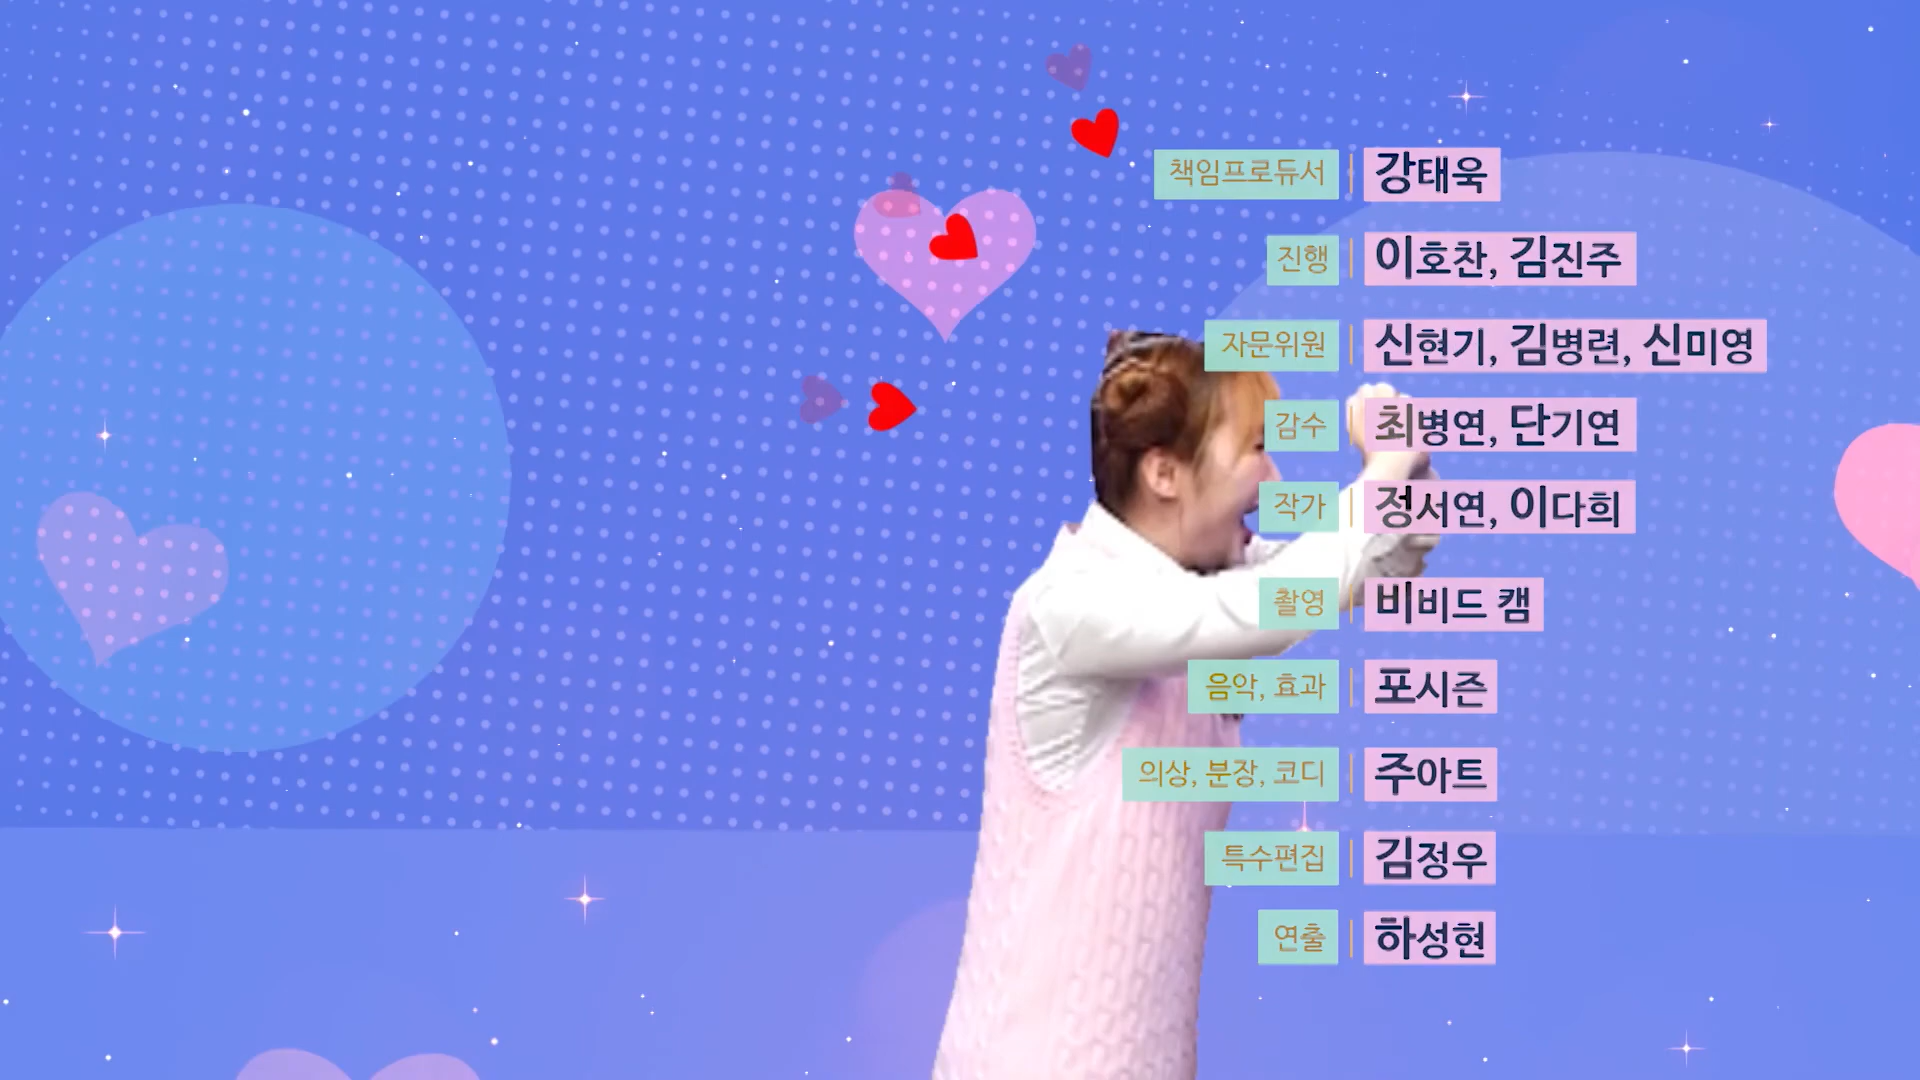 책임프로듀서 강태욱
진행 이호찬, 김진주
자문위원 신현기, 김병련, 신미영
감수 최병연, 단기연
작가 정서연, 이다희
촬영 비비드 캠
음악, 효과 포시즌
의상, 분장, 코디 주아트
특수편집 김정우
연출 하성현